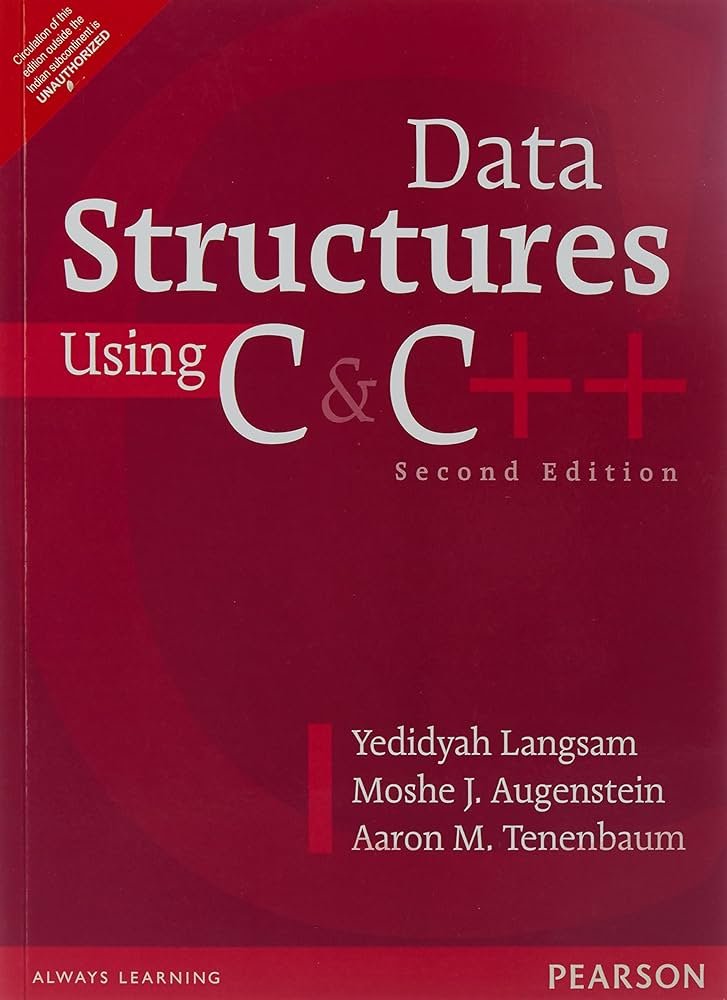 Circulation of this
edition outside the
Indian subcontinent is
UNAUTHORIZED
Data
Structures
Using C & C++
Second Edition
Yedidyah Langsam
Moshe J. Augenstein
Aaron M. Tenenbaum
ALWAYS LEARNING
PEARSON